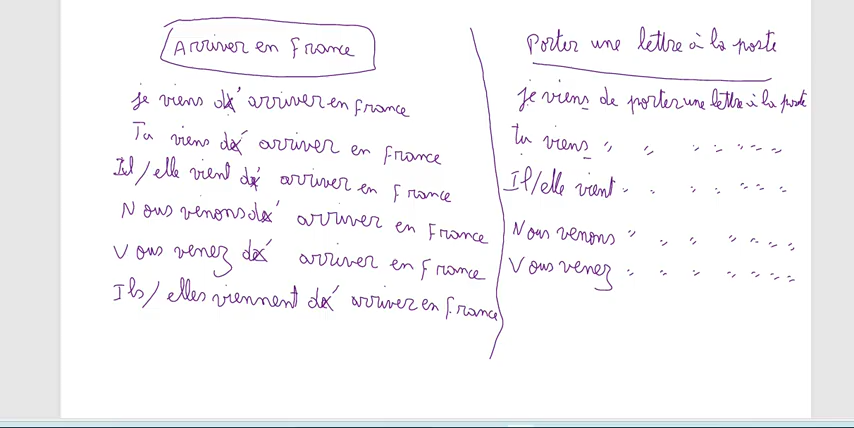 Arriver en France
je viens d' arriver en france
Tu viens d' arriver en France
Il/elle vient d' arriver en France
Nous venons d' arriver en France
Vous venez d' arriver en France
Ils/elles viennent d' arriver en France
Porter une lettre à la poste
je viens de porter une lettre à la poste
tu viens " " " " " " "
Il/elle vient " " " " " "
Nous venons " " " " " " "
Vous venez " " " " " " "